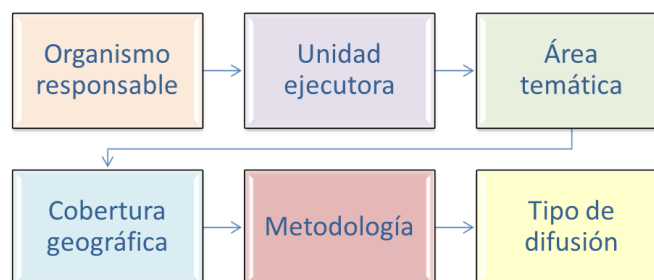 Organismo
responsable
Unidad
ejecutora
Área
temática
Cobertura
geográfica
Metodología
Tipo de
difusión